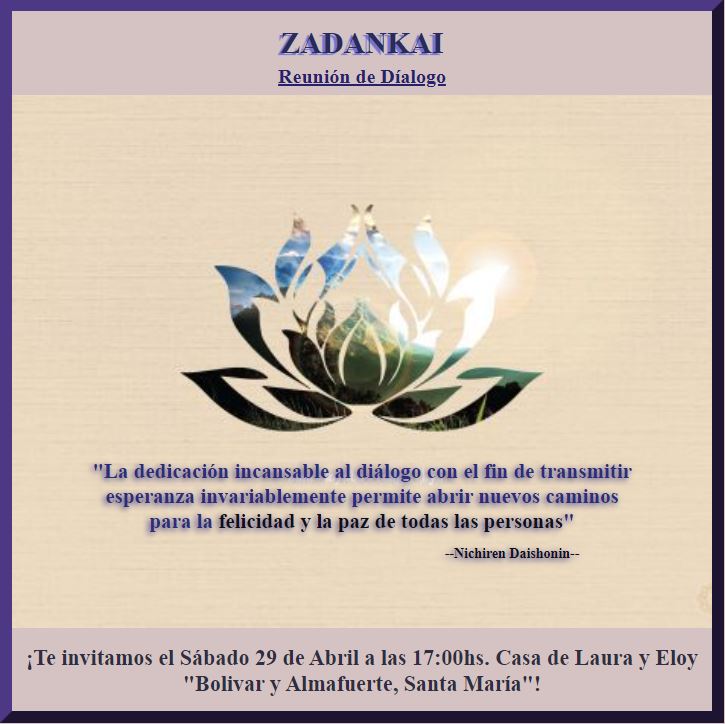 ZADANKAI
Reunión de Díalogo
"La dedicación incansable al diálogo con el fin de transmitir
esperanza invariablemente permite abrir nuevos caminos
para la felicidad y la paz de todas las personas"
--Nichiren Daishonin--
¡Te invitamos el Sábado 29 de Abril a las 17:00hs. Casa de Laura y Eloy
"Bolivar y Almafuerte, Santa María"!